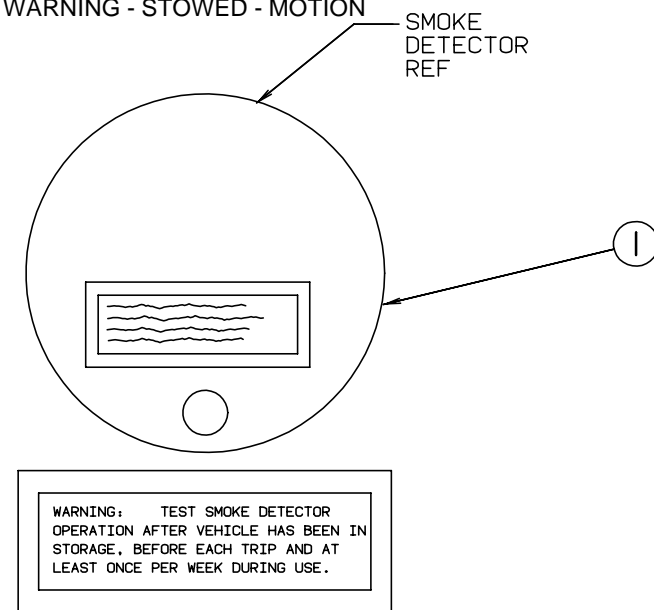 WARNING - STOWED - MOTION
SMOKE
DETECTOR
REF
1
WARNING: TEST SMOKE DETECTOR
OPERATION AFTER VEHICLE HAS BEEN IN
STORAGE, BEFORE EACH TRIP AND AT
LEAST ONCE PER WEEK DURING USE.